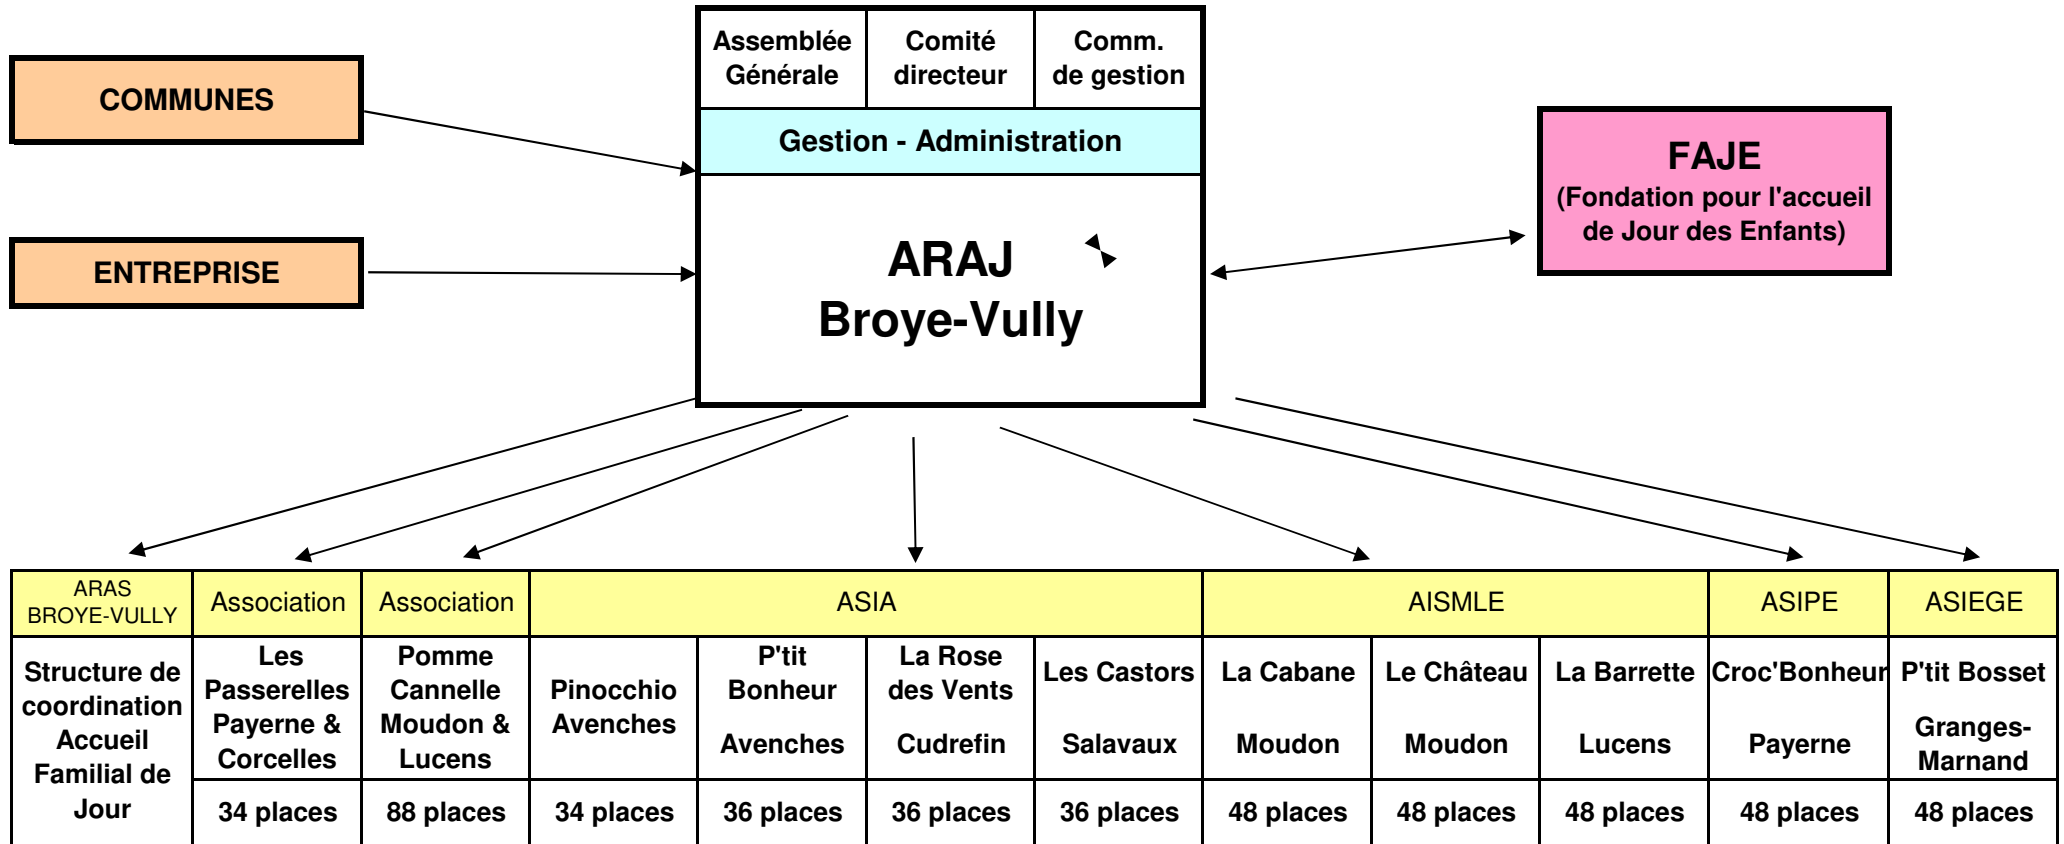 Assemblée
Générale
Comité
directeur
Comm.
de gestion
COMMUNES
Gestion - Administration
FAJE
(Fondation pour l'accueil
de Jour des Enfants)
ENTREPRISE
ARAJ
Broye-Vully
ARAS
BROYE-VULLY
Association
Association
ASIA
AISMLE
ASIPE
ASIEGE
Structure de
coordination
Accueil
Familial de
Jour
Les
Passerelles
Payerne &
Corcelles
Pomme
Cannelle
Moudon &
Lucens
Pinocchio
Avenches
P'tit
Bonheur
Avenches
La Rose
des Vents
Cudrefin
Les Castors
Salavaux
La Cabane
Moudon
Le Château
Moudon
La Barrette
Lucens
Croc'Bonheur
Payerne
P'tit Bosset
Granges-
Marnand
34 places
88 places
34 places
36 places
36 places
36 places
48 places
48 places
48 places
48 places
48 places